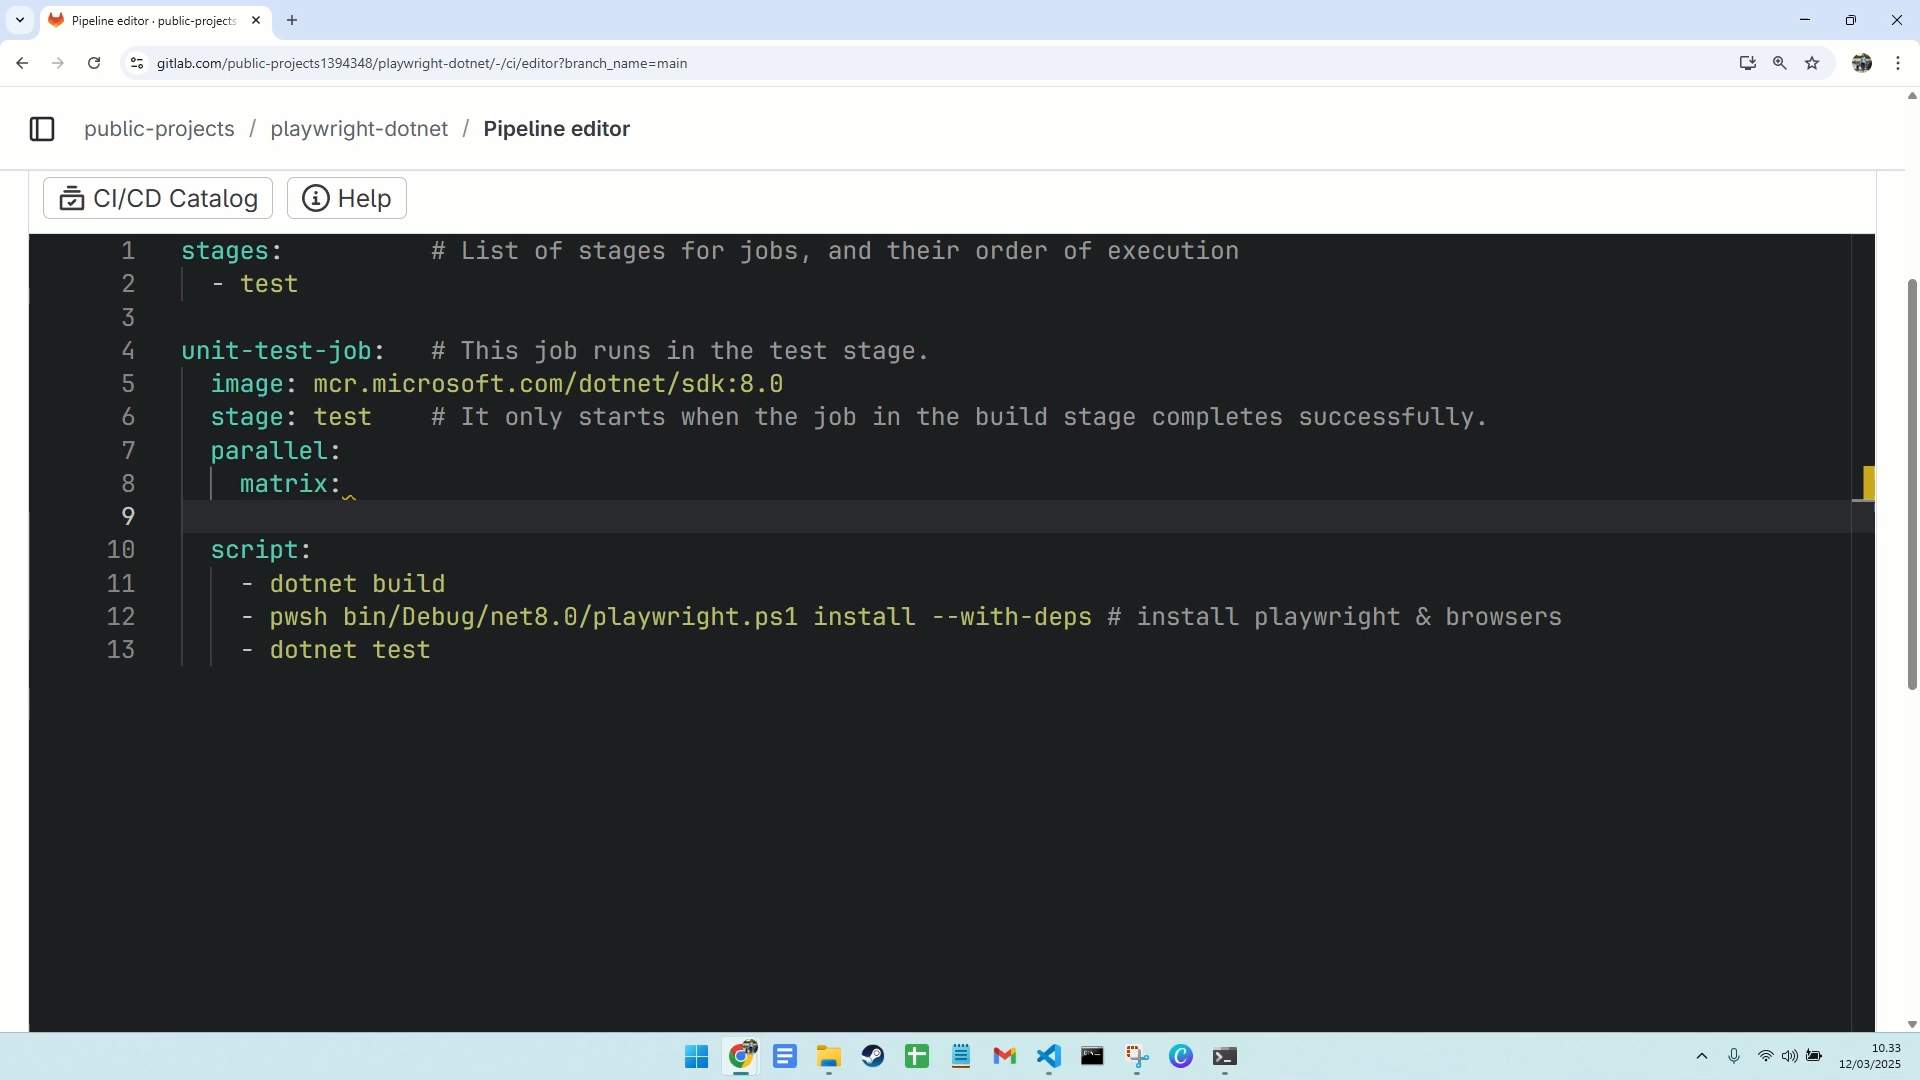 Pipeline editor · public-projects
gitlab.com/public-projects1394348/playwright-dotnet/-/ci/editor?branch_name=main
public-projects / playwright-dotnet / Pipeline editor
CI/CD Catalog
Help
1 stages: # List of stages for jobs, and their order of execution
2 - test
3
4 unit-test-job: # This job runs in the test stage.
5 image: mcr.microsoft.com/dotnet/sdk:8.0
6 stage: test # It only starts when the job in the build stage completes successfully.
7 parallel:
8 matrix:
9
10 script:
11 - dotnet build
12 - pwsh bin/Debug/net8.0/playwright.ps1 install --with-deps # install playwright & browsers
13 - dotnet test
10.33
12/03/2025